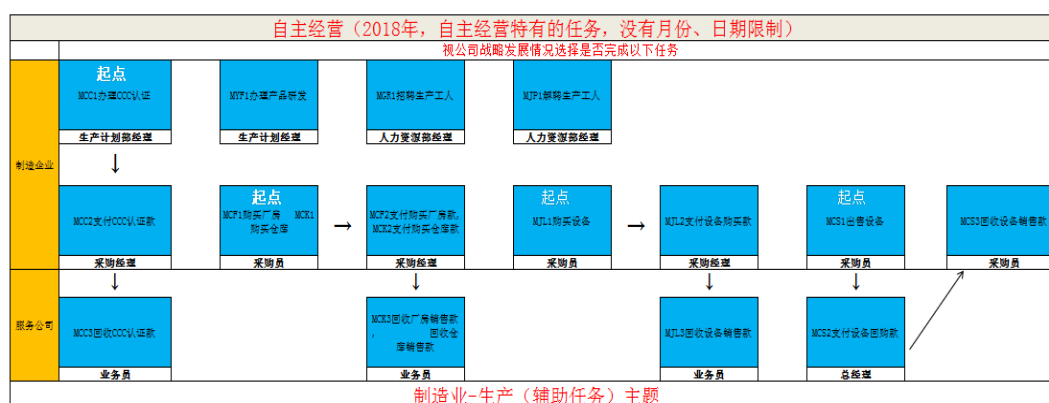 自主经营（2018年，自主经营特有的任务，没有月份、日期限制）
视公司战略发展情况选择是否完成以下任务
制造企业
起点
MCC1办理CCC认证
生产计划部经理
MYF1办理产品研发
生产计划经理
MGR1招聘生产工人
人力资源部经理
MJP1解聘生产工人
人力资源部经理
MCC2支付CCC认证款
采购经理
起点
MCF1购买厂房 MCK1
购买仓库
采购员
→
MCF2支付购买厂房款,
MCK2支付购买仓库款
采购经理
起点
MJL1购买设备
采购员
→
MJL2支付设备购买款
采购经理
起点
MCS1出售设备
采购员
MCS3回收设备销售款
采购员
服务公司
MCC3回收CCC认证款
业务员
MCK3回收厂房销售款
， 回收仓
库销售款
业务员
MJL3回收设备销售款
业务员
MCS2支付设备回购款
总经理
制造业-生产（辅助任务）主题